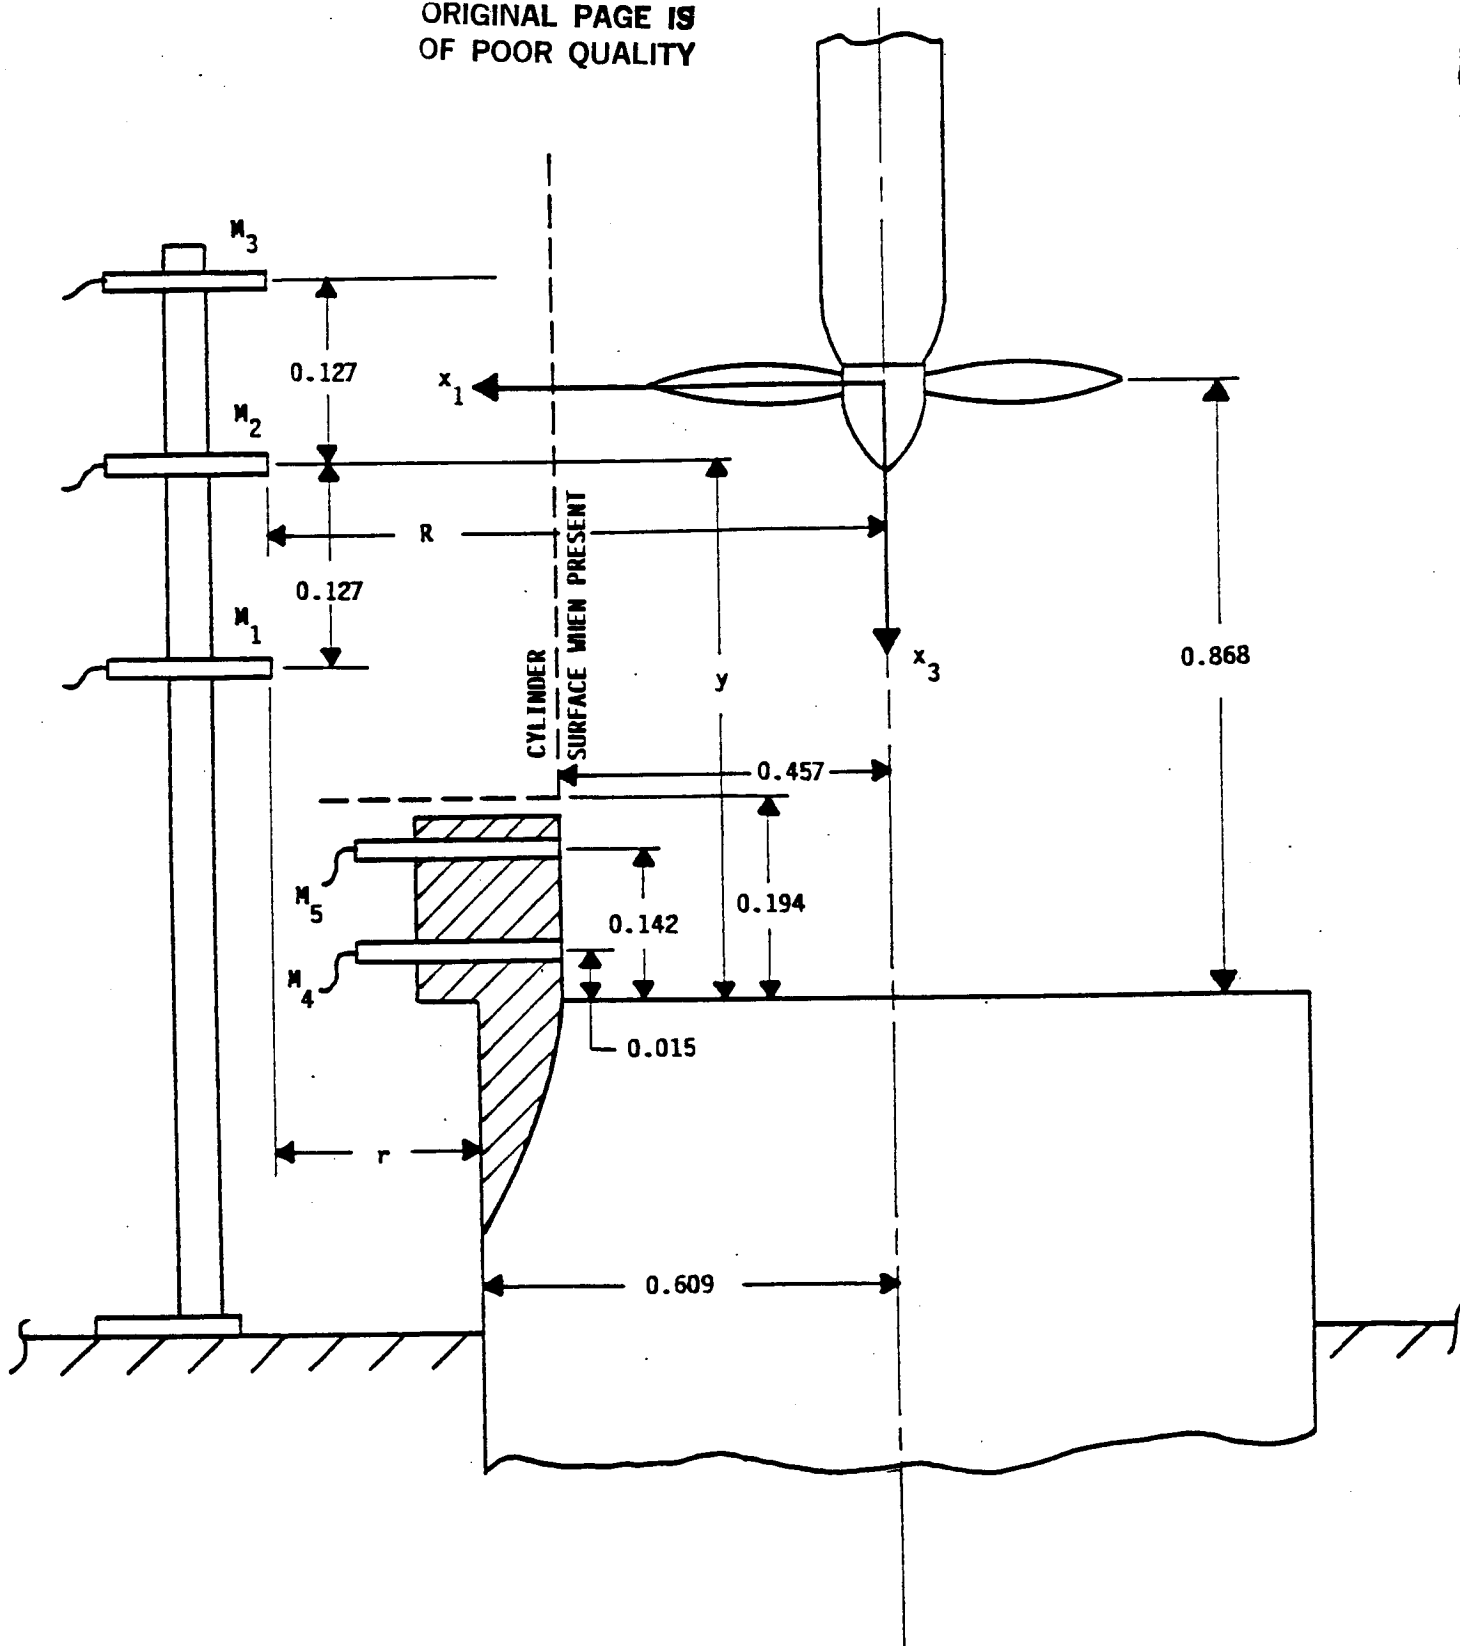 ORIGINAL PAGE IS
OF POOR QUALITY
M3
0.127
x1
M2
R
0.127
CYLINDER
SURFACE WHEN PRESENT
M1
x3
0.868
y
0.457
M5
0.142
0.194
M4
0.015
r
0.609